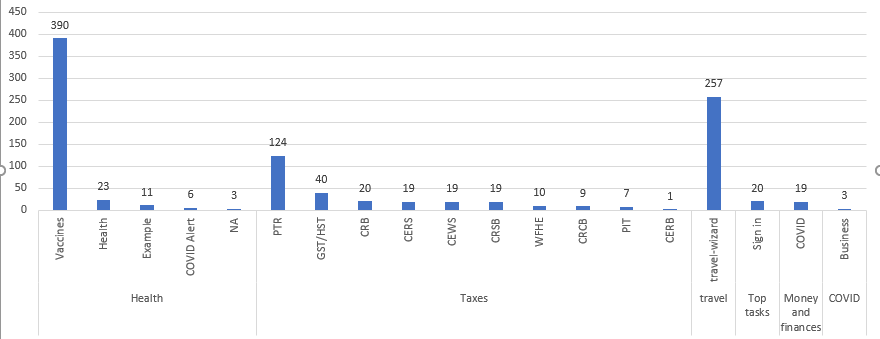 450
400
350
300
250
200
150
100
50
0
390
23
11
6
3
124
40
20
19
19
19
10
9
7
1
257
20
19
3
Vaccines
Health
Example
COVID Alert
NA
PTR
GST/HST
CRB
CERS
CEWS
CRSB
WFHE
CRCB
PIT
CERB
travel-wizard
Sign in
COVID
Business
Health
Taxes
travel
Top
tasks
Money
and
finances
COVID